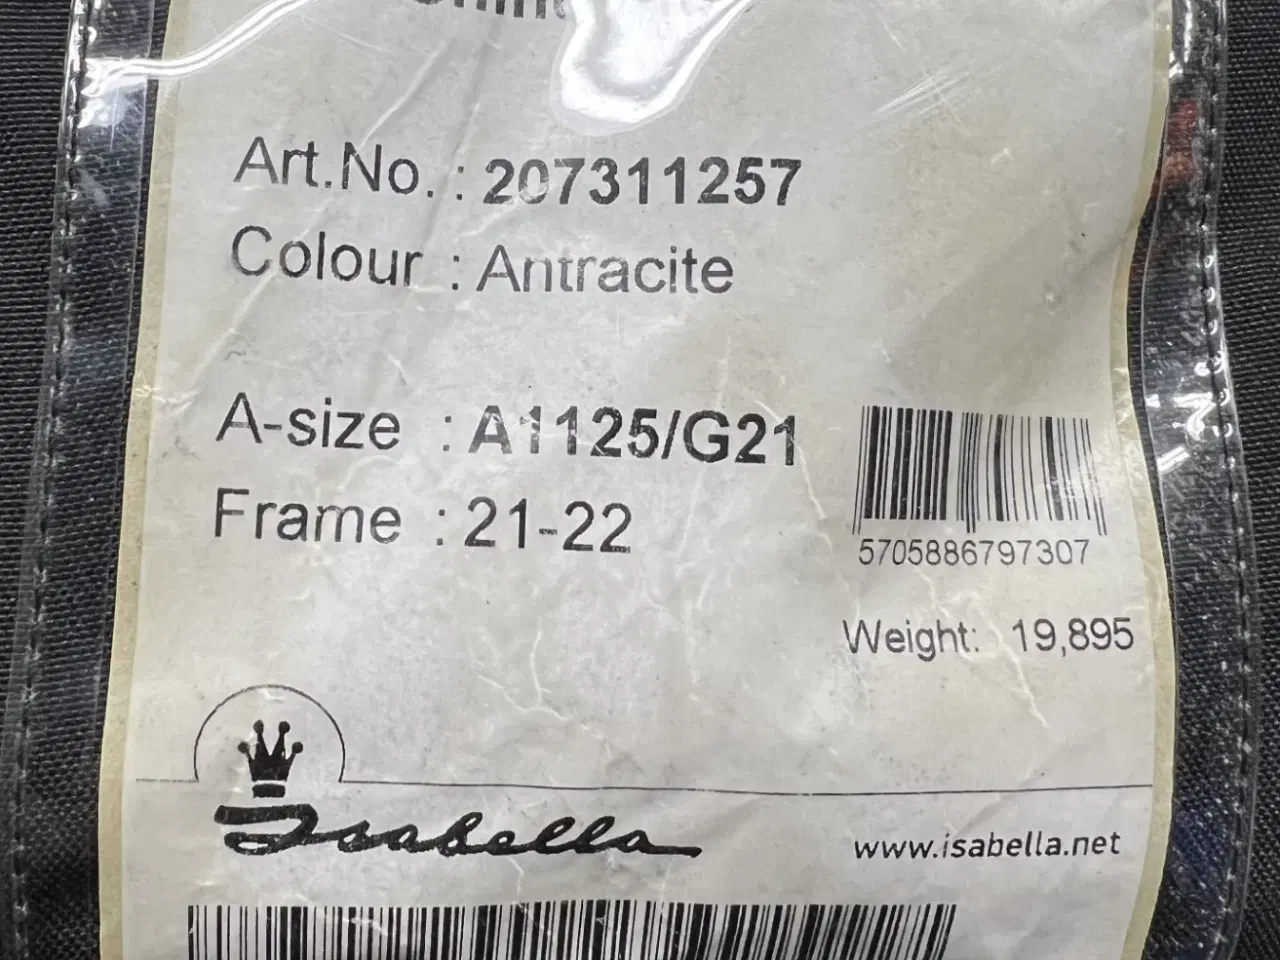 Art.No. : 207311257
Colour : Antracite
A-size : A1125/G21
Frame : 21-22
5705886797307
Weight: 19,895
Isabella
www.isabella.net